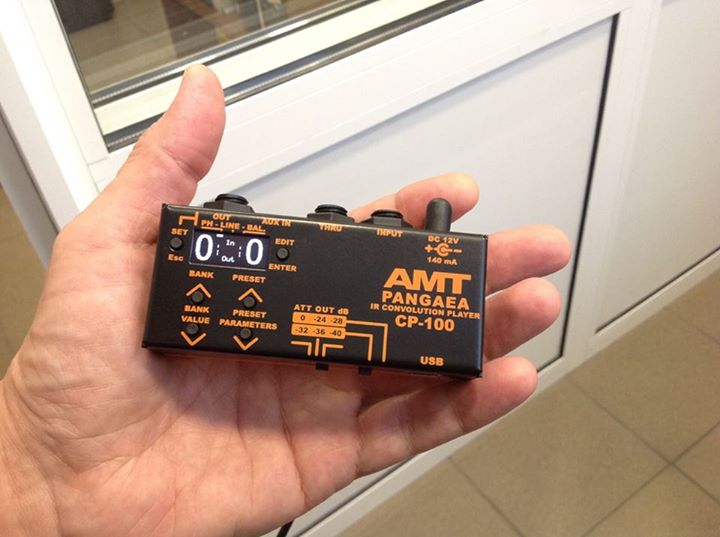 OUT
PH - LINE - BAL.
AUX IN
THRU
INPUT
SET
Esc
0 In 0
Out
EDIT
ENTER
DC 12V
140 mA
BANK
PRESET
BANK
VALUE
PRESET
PARAMETERS
ATT OUT dB
0 -24 -28
-32 -36 -40
AMT
PANGAEA
IR CONVOLUTION PLAYER
CP-100
USB